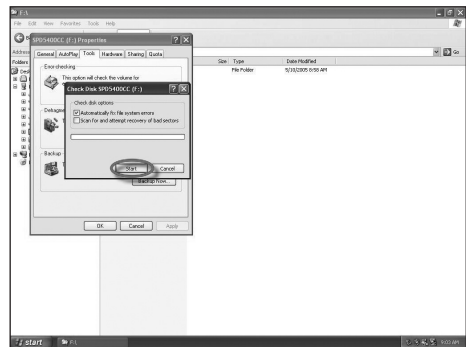 F:\
File Edit View Favorites Tools Help
Address
Go
Folders
Size Type Date Modified
File Folder 5/10/2005 8:58 AM
SPD5400CC (F:) Properties
General AutoPlay Tools Hardware Sharing Quota
Error-checking
This option will check the volume for
Check Disk SPD5400CC (F:)
Check disk options
Automatically fix file system errors
Scan for and attempt recovery of bad sectors
Start Cancel
Backup
Backup Now...
OK Cancel Apply
start F:\ 9:03 AM